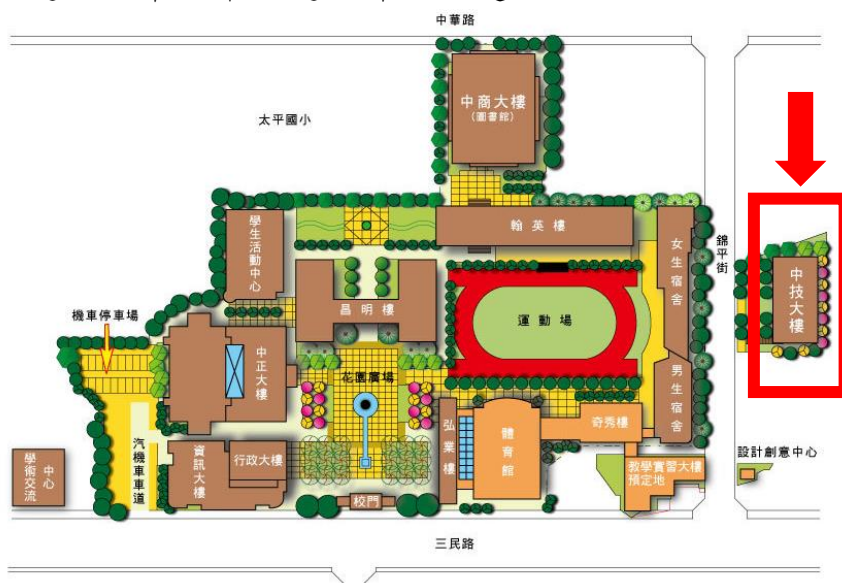 中華路
中商大樓
(圖書館)
太平國小
學生活動中心
翰英樓
女生宿舍
錦平街
中技大樓
昌明樓
運動場
機車停車場
中正大樓
花園廣場
男生宿舍
弘業樓
體育館
奇秀樓
學術交流中心
汽機車車道
資訊大樓
行政大樓
教學實習大樓
預定地
設計創意中心
校門
三民路